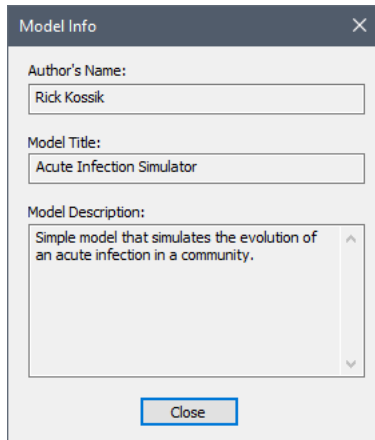 Model Info
Author's Name:
Rick Kossik
Model Title:
Acute Infection Simulator
Model Description:
Simple model that simulates the evolution of
an acute infection in a community.
Close